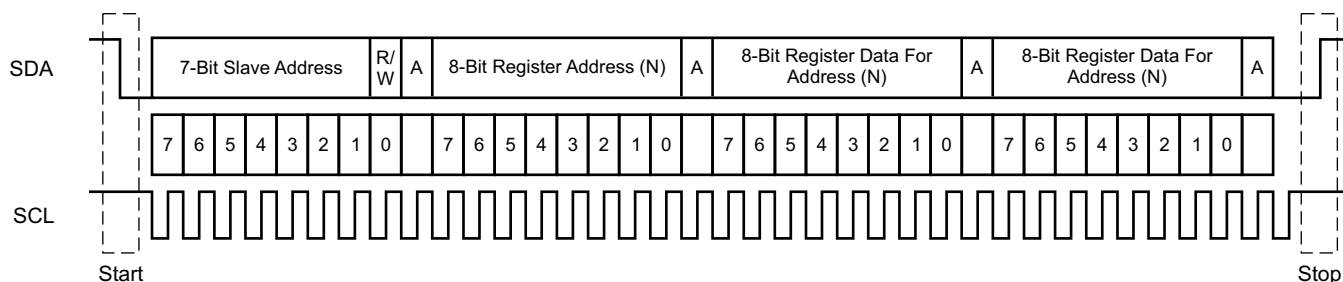 SDA
7-Bit Slave Address
R/
W
A
8-Bit Register Address (N)
A
8-Bit Register Data For
Address (N)
A
8-Bit Register Data For
Address (N)
A
7 6 5 4 3 2 1 0 7 6 5 4 3 2 1 0 7 6 5 4 3 2 1 0 7 6 5 4 3 2 1 0
SCL
Start
Stop